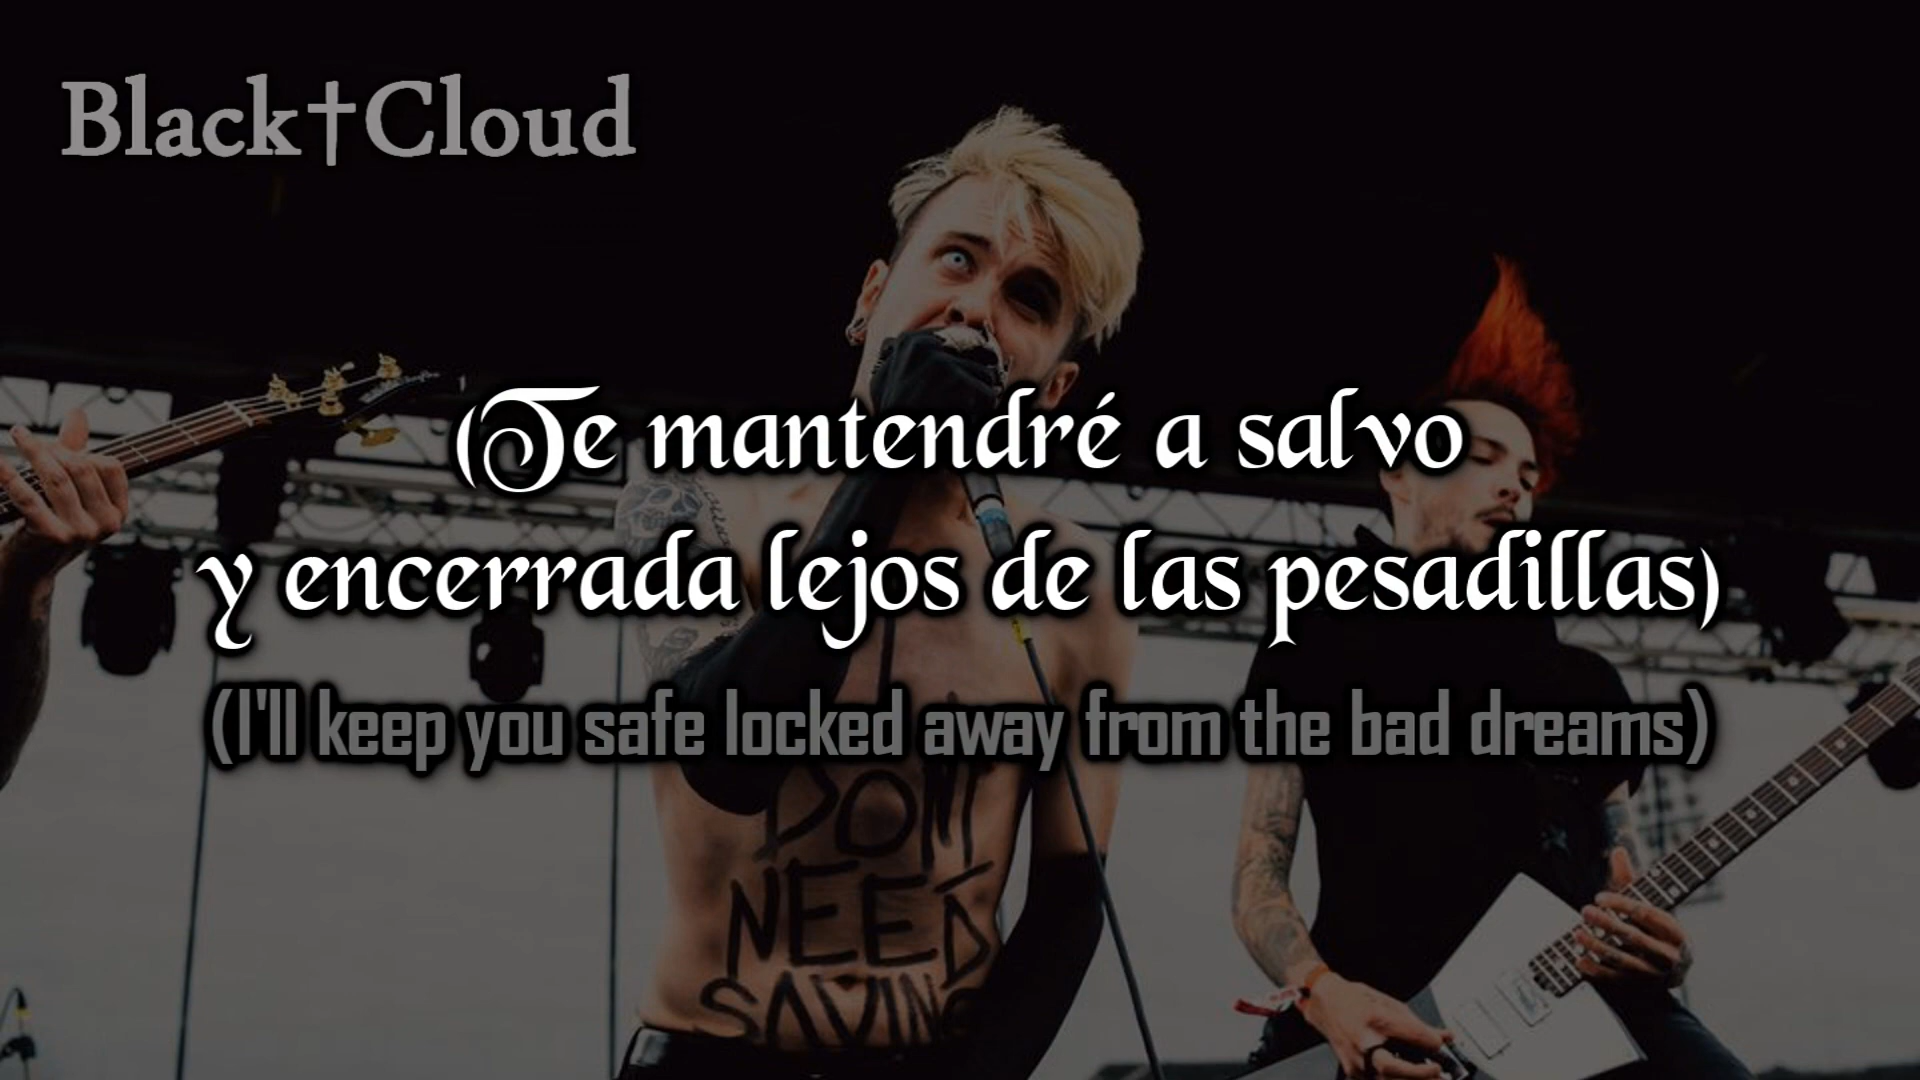 Black†Cloud
(Te mantendré a salvo
y encerrada lejos de las pesadillas)
(I'll keep you safe locked away from the bad dreams)
DONT
NEED
SAVING